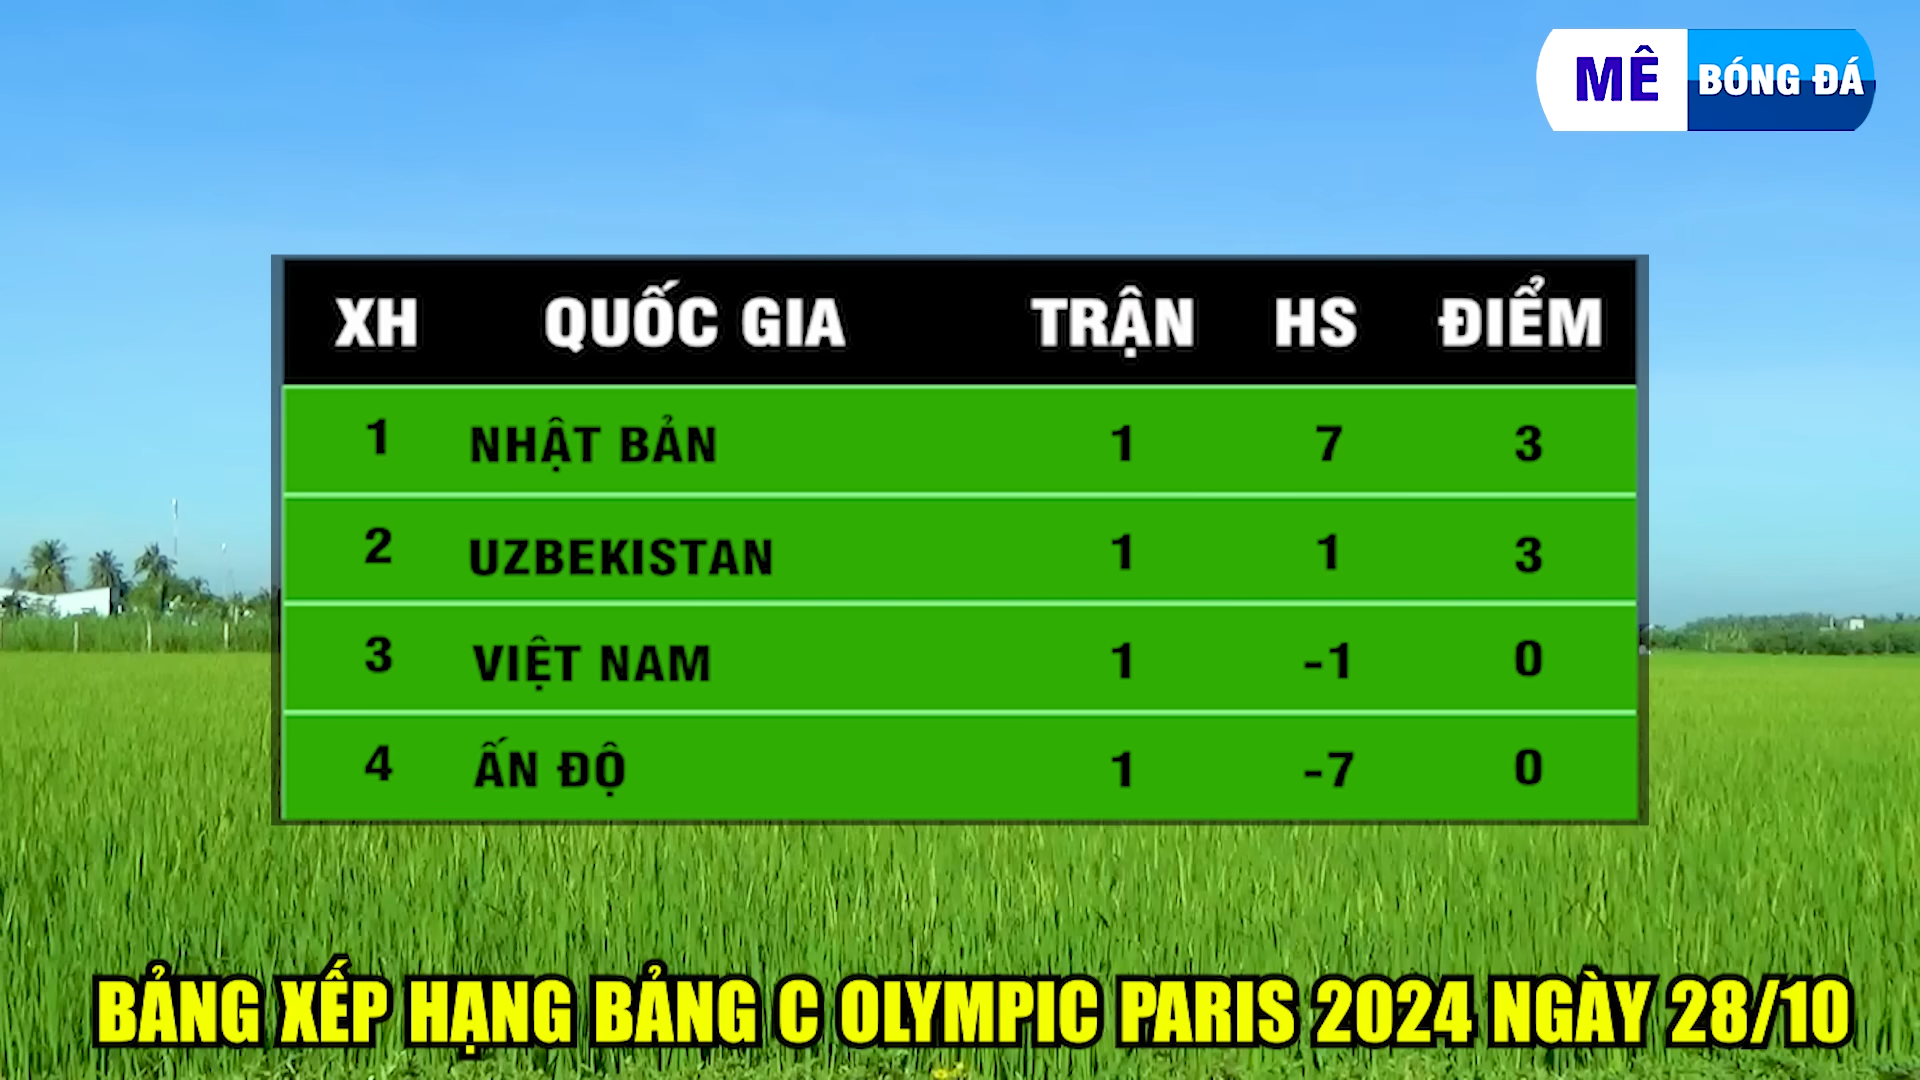 MÊ BÓNG ĐÁ
XH QUỐC GIA TRẬN HS ĐIỂM
1 NHẬT BẢN 1 7 3
2 UZBEKISTAN 1 1 3
3 VIỆT NAM 1 -1 0
4 ẤN ĐỘ 1 -7 0
BẢNG XẾP HẠNG BẢNG C OLYMPIC PARIS 2024 NGÀY 28/10